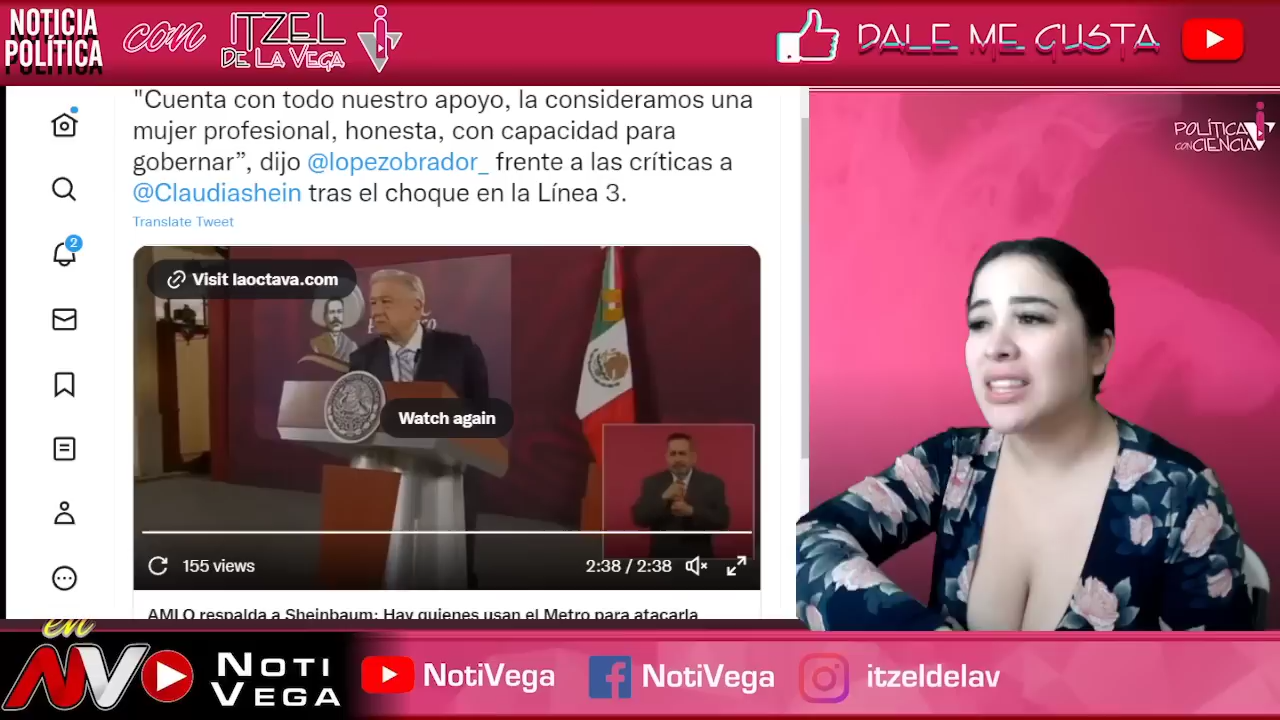 NOTICIA
POLÍTICA
con
ITZEL
DE LA VEGA
DALE ME GUSTA
"Cuenta con todo nuestro apoyo, la consideramos una
mujer profesional, honesta, con capacidad para
gobernar”, dijo @lopezobrador_ frente a las críticas a
@Claudiashein tras el choque en la Línea 3.
Translate Tweet
2
Visit laoctava.com
Watch again
155 views
2:38 / 2:38
AMLO respalda a Sheinbaum: Hay quienes usan el Metro para atacarla
POLÍTICA
CON CIENCIA
en
NV
NOTI
VEGA
NotiVega
NotiVega
itzeldelav